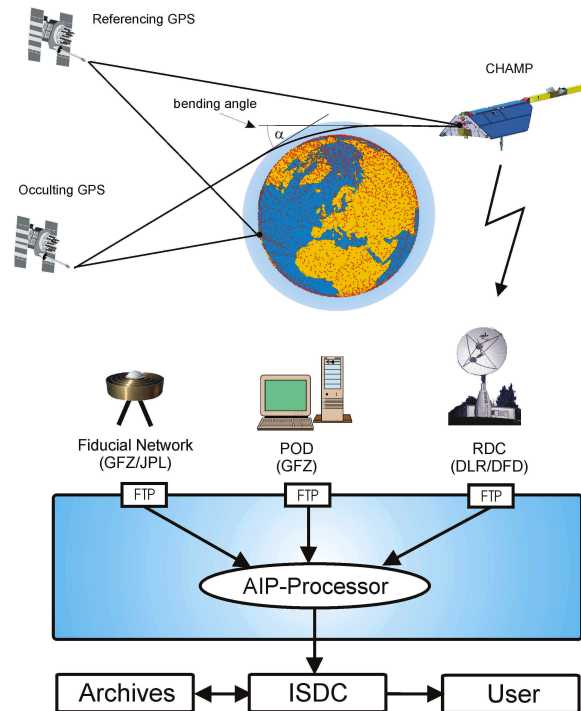 Referencing GPS
CHAMP
bending angle
α
Occulting GPS
Fiducial Network
(GFZ/JPL)
POD
(GFZ)
RDC
(DLR/DFD)
FTP
FTP
FTP
AIP-Processor
Archives
ISDC
User